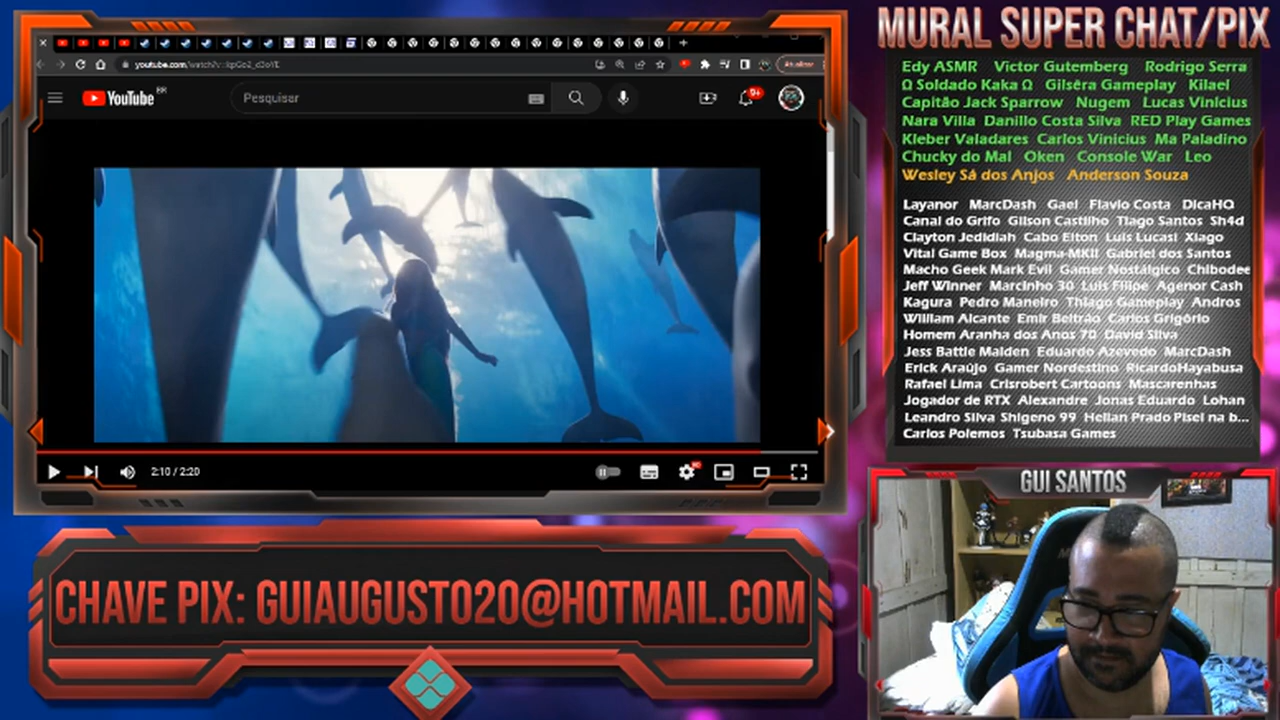 youtube.com/watch?v=
Atualizar
YouTube BR
Pesquisar
9+
2:10 / 2:20
CHAVE PIX: GUIAUGUSTO20@HOTMAIL.COM
MURAL SUPER CHAT/PIX
Edy ASMR Victor Gutemberg Rodrigo Serra
Ω Soldado Kaka Ω Gilsêra Gameplay Kilael
Capitão Jack Sparrow Nugem Lucas Vinicius
Nara Villa Danillo Costa Silva RED Play Games
Kleber Valadares Carlos Vinicius Ma Paladino
Chucky do Mal Oken Console War Leo
Wesley Sá dos Anjos Anderson Souza
Layanor MarcDash Gael Flavio Costa DicaHQ
Canal do Grifo Gilson Castilho Tiago Santos Sh4d
Clayton Jedidiah Cabo Elton Luis Lucasi Xiago
Vital Game Box Magma-MKII Gabriel dos Santos
Macho Geek Mark Evil Gamer Nostálgico Chibodee
Jeff Winner Marcinho 30 Luis Filipe Agenor Cash
Kagura Pedro Maneiro Thiago Gameplay Andros
William Alcante Emir Beltrão Carlos Grigório
Homem Aranha dos Anos 70 David Silva
Jess Battle Maiden Eduardo Azevedo MarcDash
Erick Araújo Gamer Nordestino RicardoHayabusa
Rafael Lima Crisrobert Cartoons Mascarenhas
Jogador de RTX Alexandre Jonas Eduardo Lohan
Leandro Silva Shigeno 99 Hellan Prado Pisei na b...
Carlos Polemos Tsubasa Games
GUI SANTOS